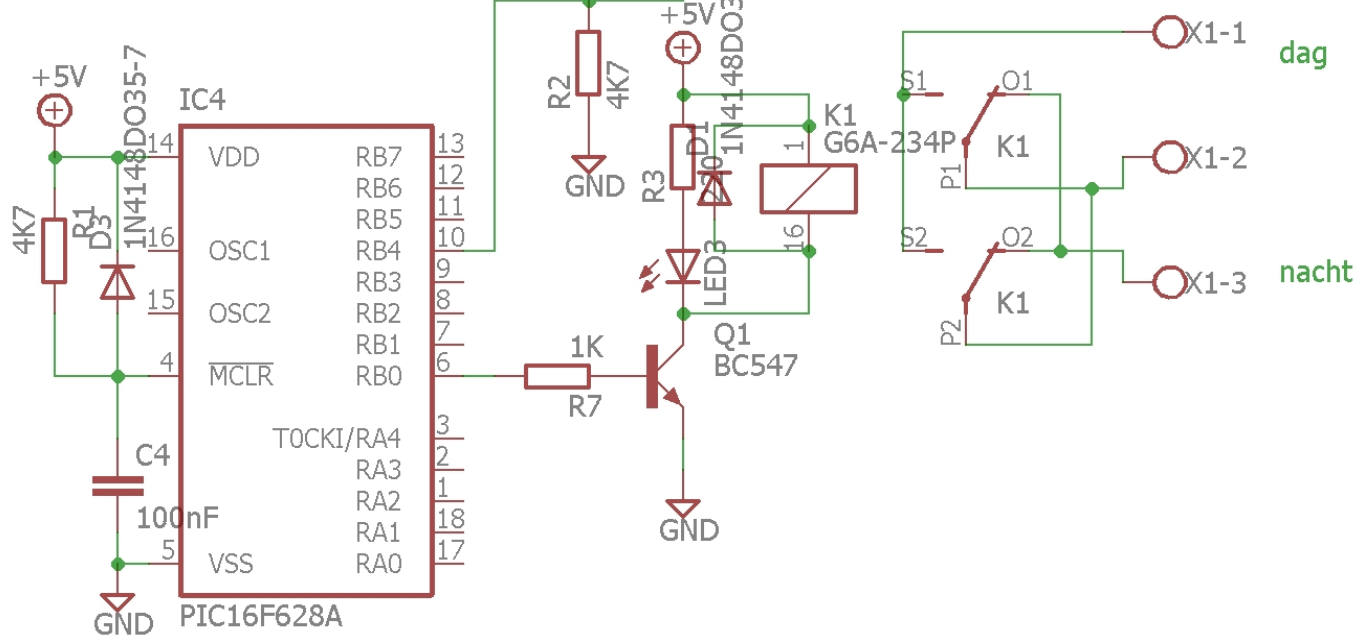 +5V
4K7
R1
D3
1N4148DO35-7
IC4
14
VDD
16
OSC1
15
OSC2
4
MCLR
5
VSS
C4
100nF
GND
PIC16F628A
RB7
13
RB6
12
RB5
11
RB4
10
RB3
9
RB2
8
RB1
7
RB0
6
T0CKI/RA4
3
RA3
2
RA2
1
RA1
18
RA0
17
R2
4K7
GND
1K
R7
+5V
R3
220
D1
1N4148DO3
LED3
Q1
BC547
GND
K1
G6A-234P
1
16
S1
O1
P1
K1
S2
O2
P2
K1
X1-1
dag
X1-2
X1-3
nacht